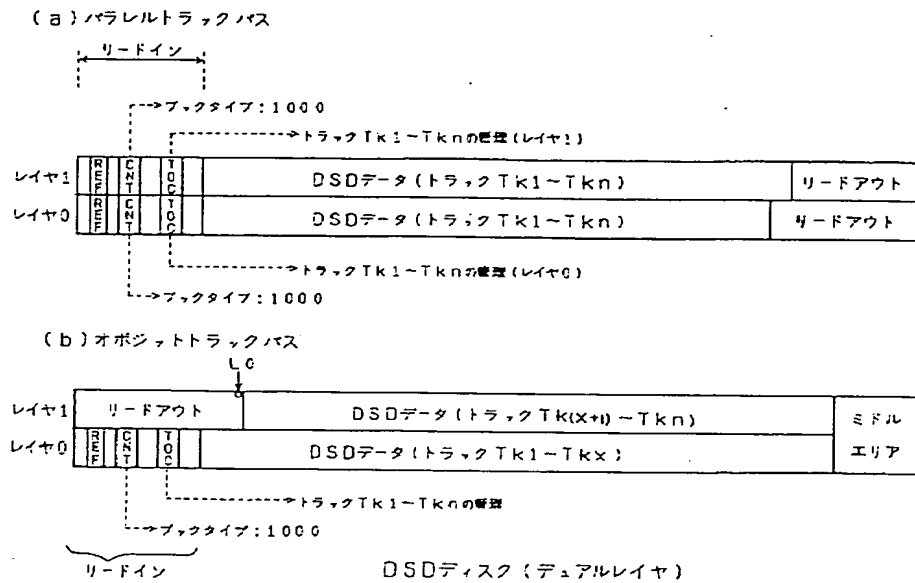 (a)パラレルトラックパス
リードイン
ブックタイプ:1000
トラックTk1~Tknの管理(レイヤ1)
レイヤ1 REF CNT TOC DSDデータ(トラックTk1~Tkn) リードアウト
レイヤ0 REF CNT TOC DSDデータ(トラックTk1~Tkn) リードアウト
トラックTk1~Tknの管理(レイヤ0)
ブックタイプ:1000
(b)オポジットトラックパス
LO
レイヤ1 リードアウト DSDデータ(トラックTk(X+1)~Tkn) ミドル
レイヤ0 REF CNT TOC DSDデータ(トラックTk1~Tkx) エリア
トラックTk1~Tknの管理
ブックタイプ:1000
リードイン
DSDディスク(デュアルレイヤ)